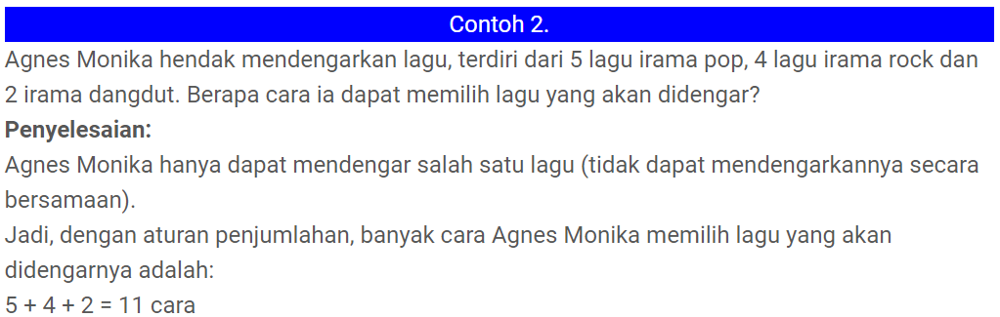 Contoh 2.
Agnes Monika hendak mendengarkan lagu, terdiri dari 5 lagu irama pop, 4 lagu irama rock dan
2 irama dangdut. Berapa cara ia dapat memilih lagu yang akan didengar?
Penyelesaian:
Agnes Monika hanya dapat mendengar salah satu lagu (tidak dapat mendengarkannya secara
bersamaan).
Jadi, dengan aturan penjumlahan, banyak cara Agnes Monika memilih lagu yang akan
didengarnya adalah:
5 + 4 + 2 = 11 cara